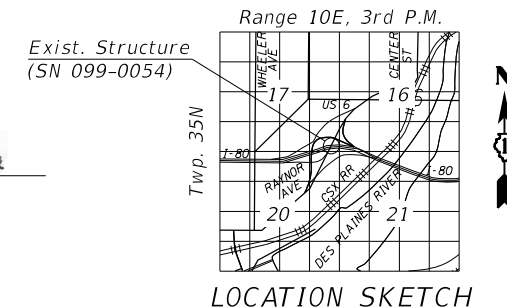 Range 10E, 3rd P.M.
Exist. Structure
(SN 099-0054)
Twp. 35N
WHEELER
AVE
CENTER
ST
17
16
US 6
I-80
I-80
RAYNOR
AVE
CSX RR
DES PLAINES RIVER
20
21
N
LOCATION SKETCH